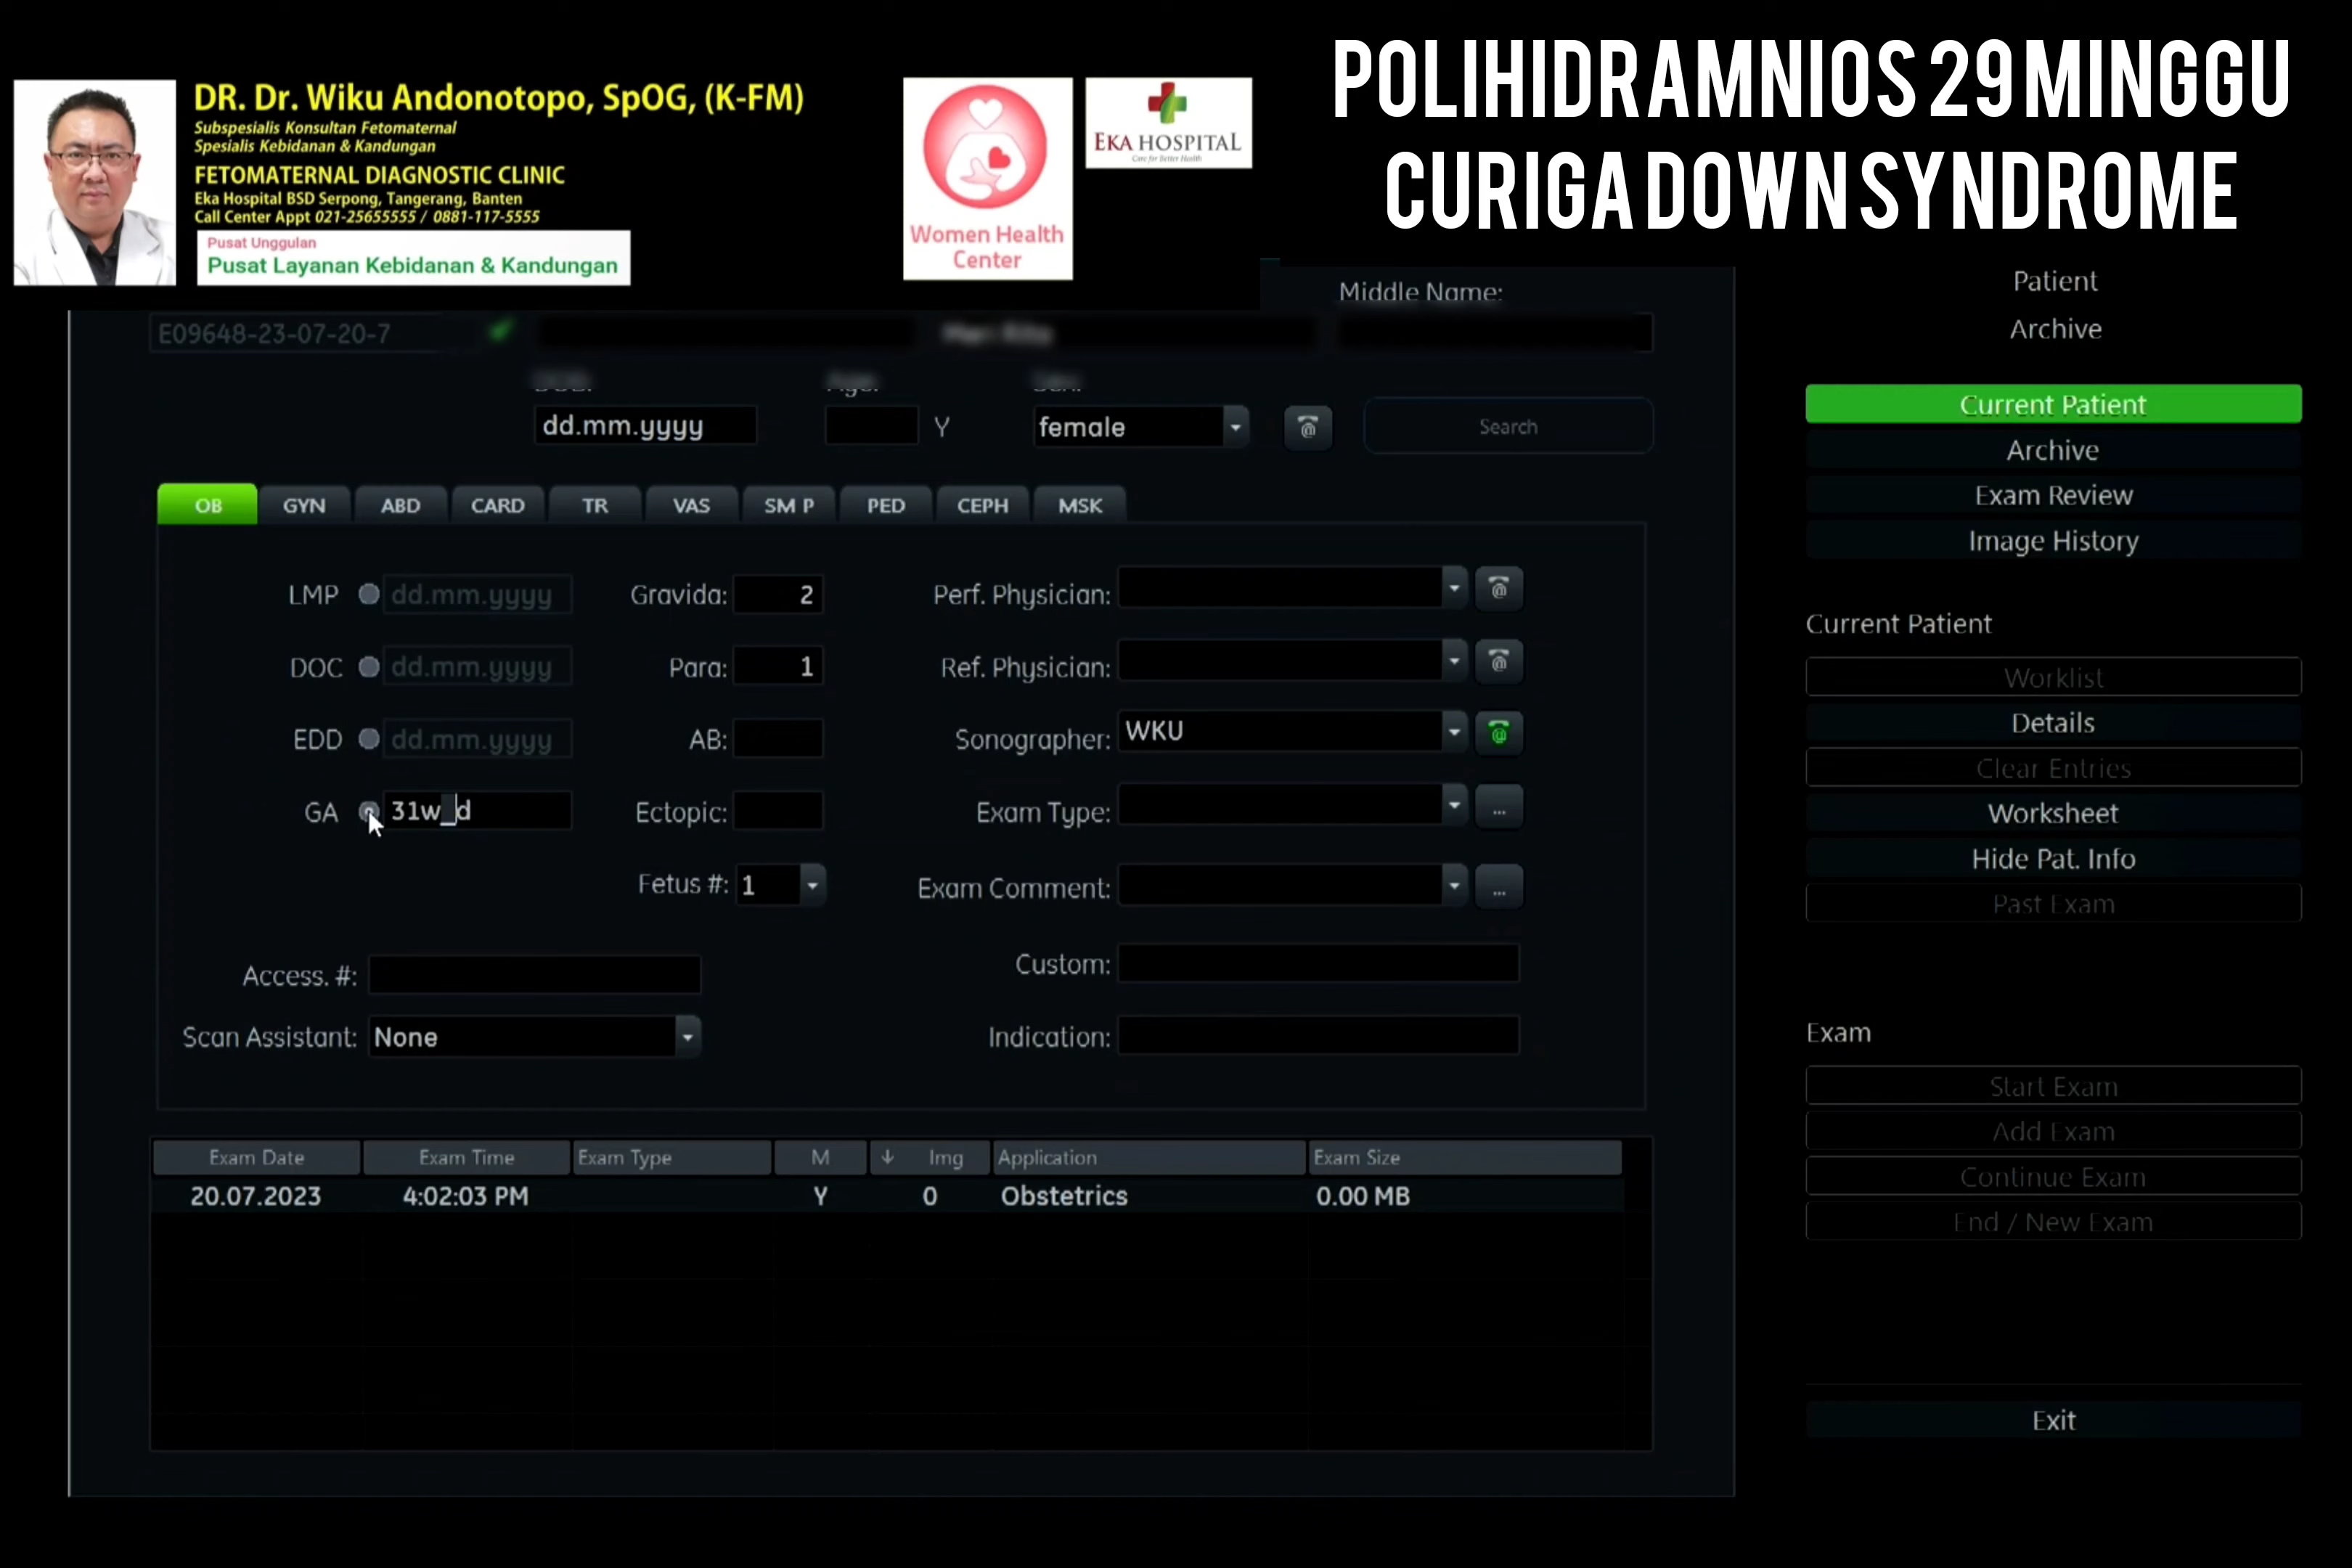 POLIHIDRAMNIOS 29 MINGGU
CURIGA DOWN SYNDROME
DR. Dr. Wiku Andonotopo, SpOG, (K-FM)
Subspesialis Konsultan Fetomaternal
Spesialis Kebidanan & Kandungan
FETOMATERNAL DIAGNOSTIC CLINIC
Eka Hospital BSD Serpong, Tangerang, Banten
Call Center Appt 021-25655555 / 0881-117-5555
Pusat Unggulan
Pusat Layanan Kebidanan & Kandungan
Women Health
Center
EKA HOSPITAL
Care for Better Health
Middle Name:
E09648-23-07-20-7
dd.mm.yyyy Y female Search
OB GYN ABD CARD TR VAS SM P PED CEPH MSK
LMP dd.mm.yyyy Gravida: 2 Perf. Physician:
DOC dd.mm.yyyy Para: 1 Ref. Physician:
EDD dd.mm.yyyy AB: Sonographer: WKU
GA 31w_d Ectopic: Exam Type: ...
Fetus #: 1 Exam Comment: ...
Access. #: Custom:
Scan Assistant: None Indication:
Exam Date Exam Time Exam Type M Img Application Exam Size
20.07.2023 4:02:03 PM Y 0 Obstetrics 0.00 MB
Patient
Archive
Current Patient
Archive
Exam Review
Image History
Current Patient
Worklist
Details
Clear Entries
Worksheet
Hide Pat. Info
Past Exam
Exam
Start Exam
Add Exam
Continue Exam
End / New Exam
Exit